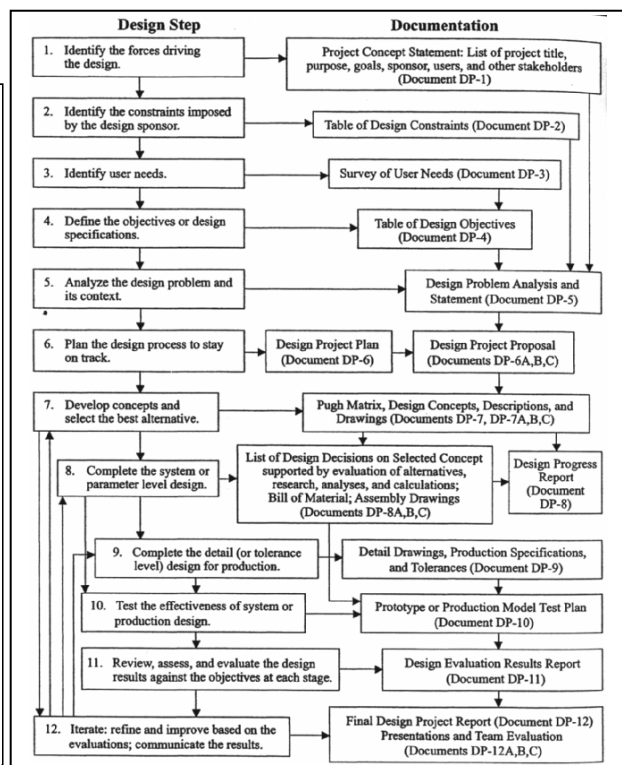 Design Step
Documentation
1. Identify the forces driving
the design.
Project Concept Statement: List of project title,
purpose, goals, sponsor, users, and other stakeholders
(Document DP-1)
2. Identify the constraints imposed
by the design sponsor.
Table of Design Constraints (Document DP-2)
3. Identify user needs.
Survey of User Needs (Document DP-3)
4. Define the objectives or design
specifications.
Table of Design Objectives
(Document DP-4)
5. Analyze the design problem and
its context.
Design Problem Analysis and
Statement (Document DP-5)
6. Plan the design process to stay
on track.
Design Project Plan
(Document DP-6)
Design Project Proposal
(Documents DP-6A,B,C)
7. Develop concepts and
select the best alternative.
Pugh Matrix, Design Concepts, Descriptions, and
Drawings (Documents DP-7, DP-7A,B,C)
8. Complete the system or
parameter level design.
List of Design Decisions on Selected Concept
supported by evaluation of alternatives,
research, analyses, and calculations;
Bill of Material; Assembly Drawings
(Documents DP-8A,B,C)
Design Progress
Report
(Document
DP-8)
9. Complete the detail (or tolerance
level) design for production.
Detail Drawings, Production Specifications,
and Tolerances (Document DP-9)
10. Test the effectiveness of system or
production design.
Prototype or Production Model Test Plan
(Document DP-10)
11. Review, assess, and evaluate the design
results against the objectives at each stage.
Design Evaluation Results Report
(Document DP-11)
12. Iterate: refine and improve based on the
evaluations; communicate the results.
Final Design Project Report (Document DP-12)
Presentations and Team Evaluation
(Documents DP-12A,B,C)